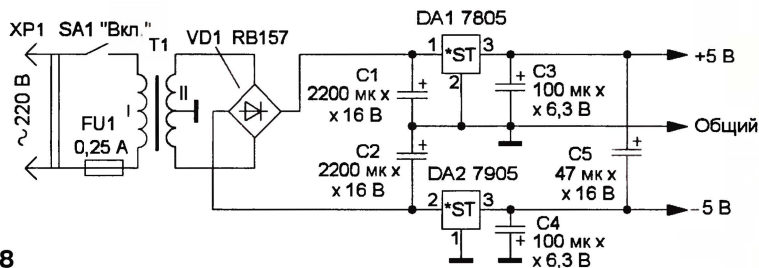 XP1 SA1 "Вкл."
T1
VD1 RB157
DA1 7805
~220 В
FU1
0,25 А
I
II
1
*ST
3
2
+5 В
C1
2200 мк х
х 16 В
+
C3
100 мк х
х 6,3 В
+
Общий
C2
2200 мк х
х 16 В
+
C5
47 мк х
х 16 В
+
DA2 7905
2
*ST
3
1
-5 В
C4
+ 100 мк х
х 6,3 В
8